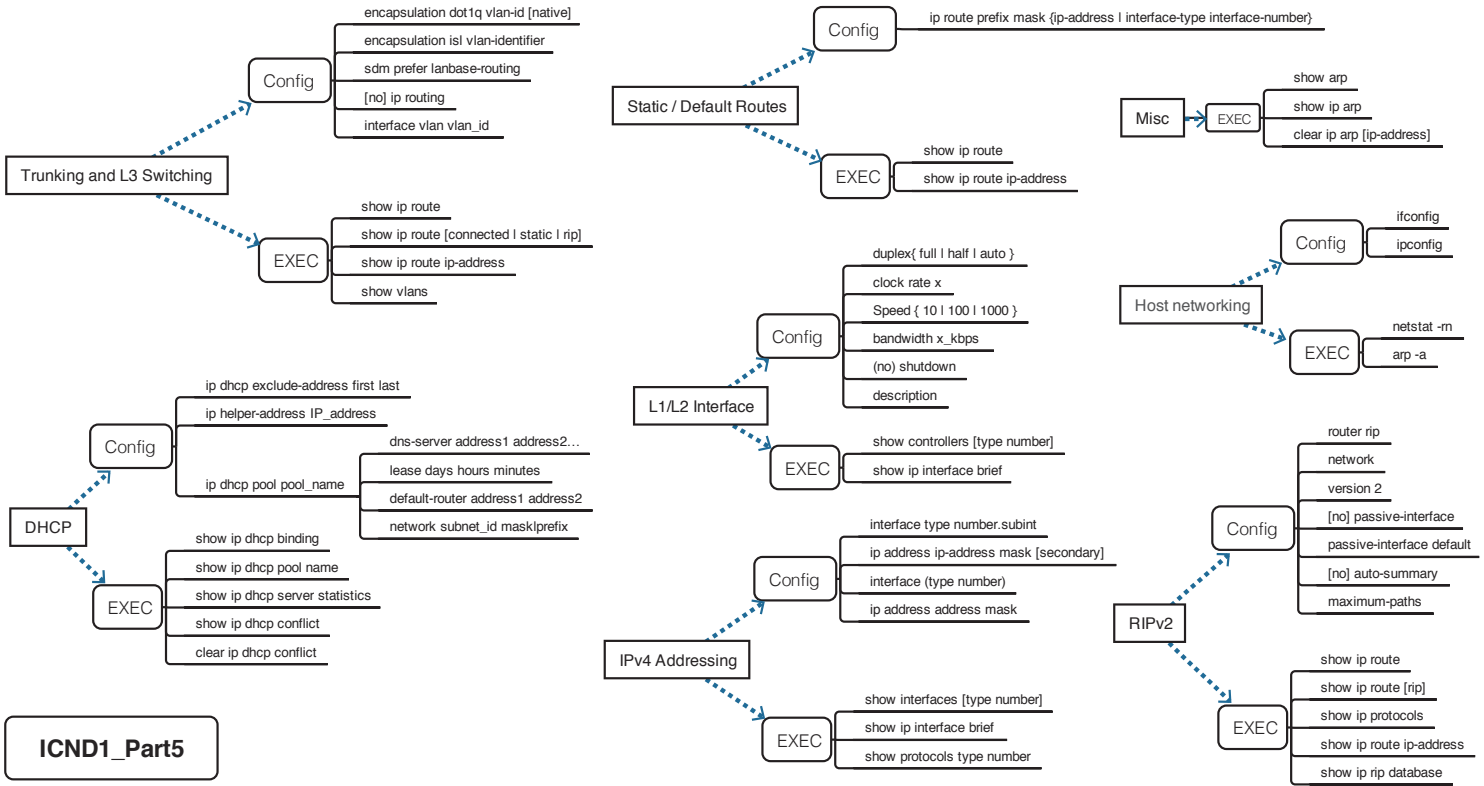 Trunking and L3 Switching
Config
encapsulation dot1q vlan-id [native]
encapsulation isl vlan-identifier
sdm prefer lanbase-routing
[no] ip routing
interface vlan vlan_id
EXEC
show ip route
show ip route [connected | static | rip]
show ip route ip-address
show vlans
DHCP
Config
ip dhcp exclude-address first last
ip helper-address IP_address
ip dhcp pool pool_name
dns-server address1 address2…
lease days hours minutes
default-router address1 address2
network subnet_id mask|prefix
EXEC
show ip dhcp binding
show ip dhcp pool name
show ip dhcp server statistics
show ip dhcp conflict
clear ip dhcp conflict
ICND1_Part5
Static / Default Routes
Config
ip route prefix mask {ip-address | interface-type interface-number}
EXEC
show ip route
show ip route ip-address
L1/L2 Interface
Config
duplex{ full | half | auto }
clock rate x
Speed { 10 | 100 | 1000 }
bandwidth x_kbps
(no) shutdown
description
EXEC
show controllers [type number]
show ip interface brief
IPv4 Addressing
Config
interface type number.subint
ip address ip-address mask [secondary]
interface (type number)
ip address address mask
EXEC
show interfaces [type number]
show ip interface brief
show protocols type number
Misc
EXEC
show arp
show ip arp
clear ip arp [ip-address]
Host networking
Config
ifconfig
ipconfig
EXEC
netstat -rn
arp -a
RIPv2
Config
router rip
network
version 2
[no] passive-interface
passive-interface default
[no] auto-summary
maximum-paths
EXEC
show ip route
show ip route [rip]
show ip protocols
show ip route ip-address
show ip rip database